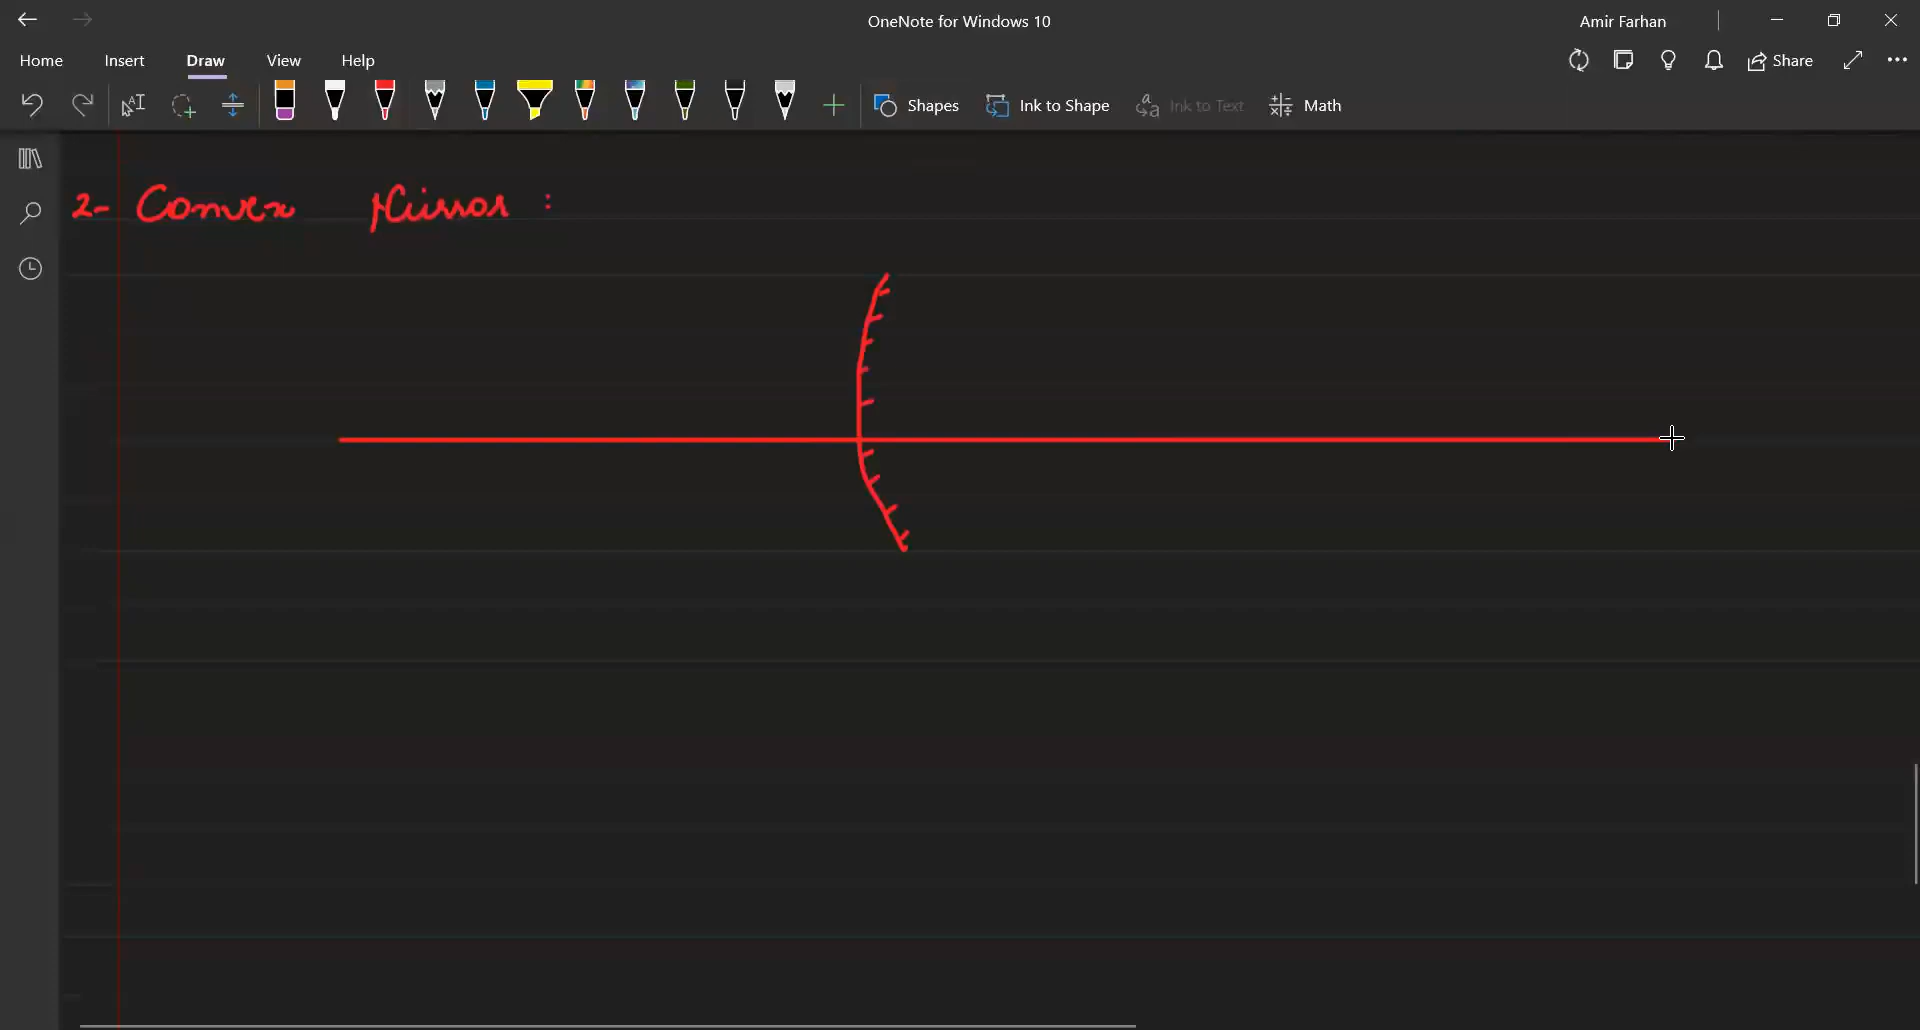 OneNote for Windows 10
Amir Farhan
Home Insert Draw View Help
Share
Shapes Ink to Shape Ink to Text Math
2- Convex Mirror :